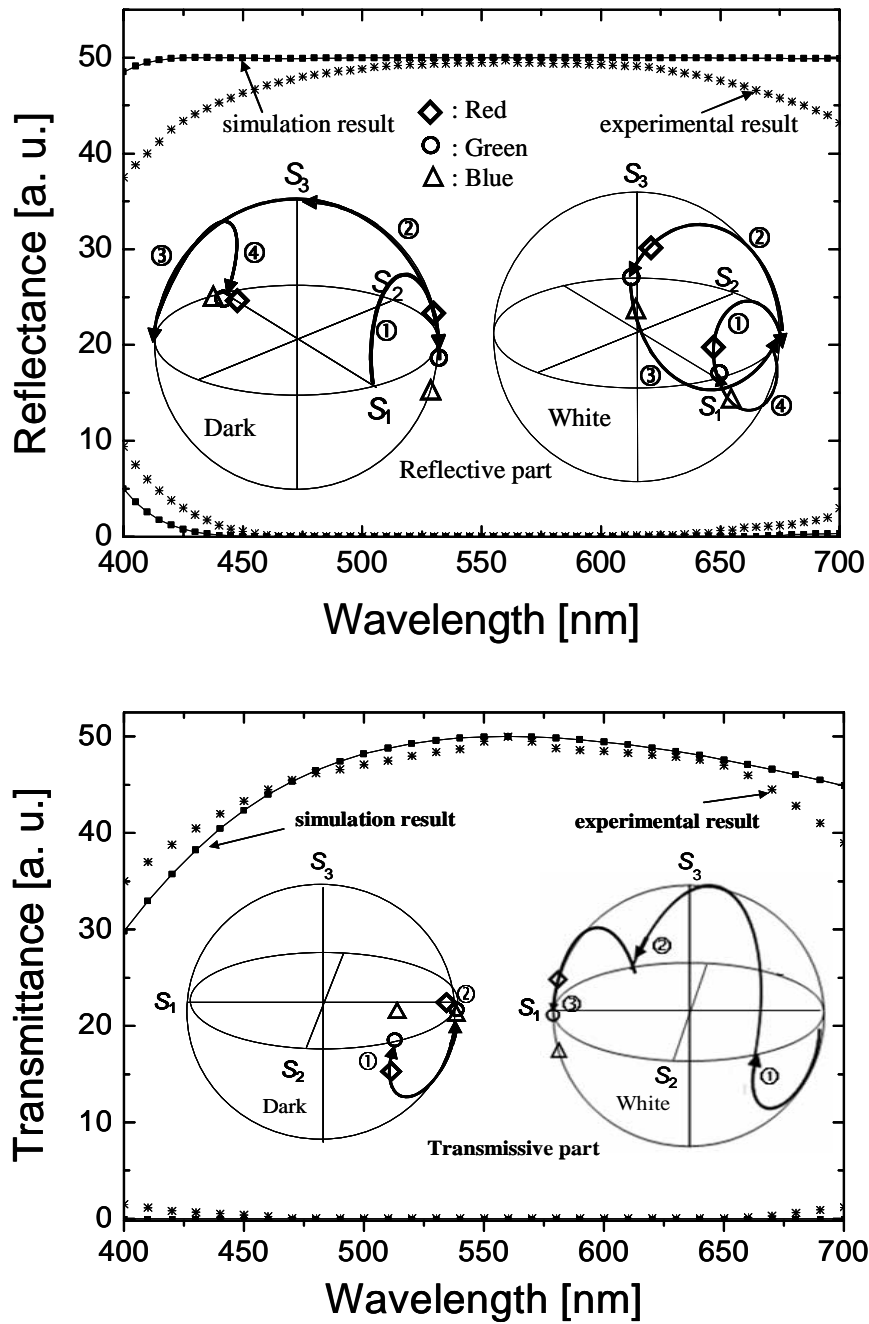 50
40
30
20
10
0
Reflectance [a. u.]
simulation result
experimental result
◇ : Red
○ : Green
△ : Blue
S3
②
③
④
S2
①
S1
Dark
S3
②
S2
①
③
S1
④
White
Reflective part
400 450 500 550 600 650 700
Wavelength [nm]
50
40
30
20
10
0
Transmittance [a. u.]
simulation result
experimental result
S3
S1
②
①
S2
Dark
S3
②
S1
③
S2
①
White
Transmissive part
400 450 500 550 600 650 700
Wavelength [nm]